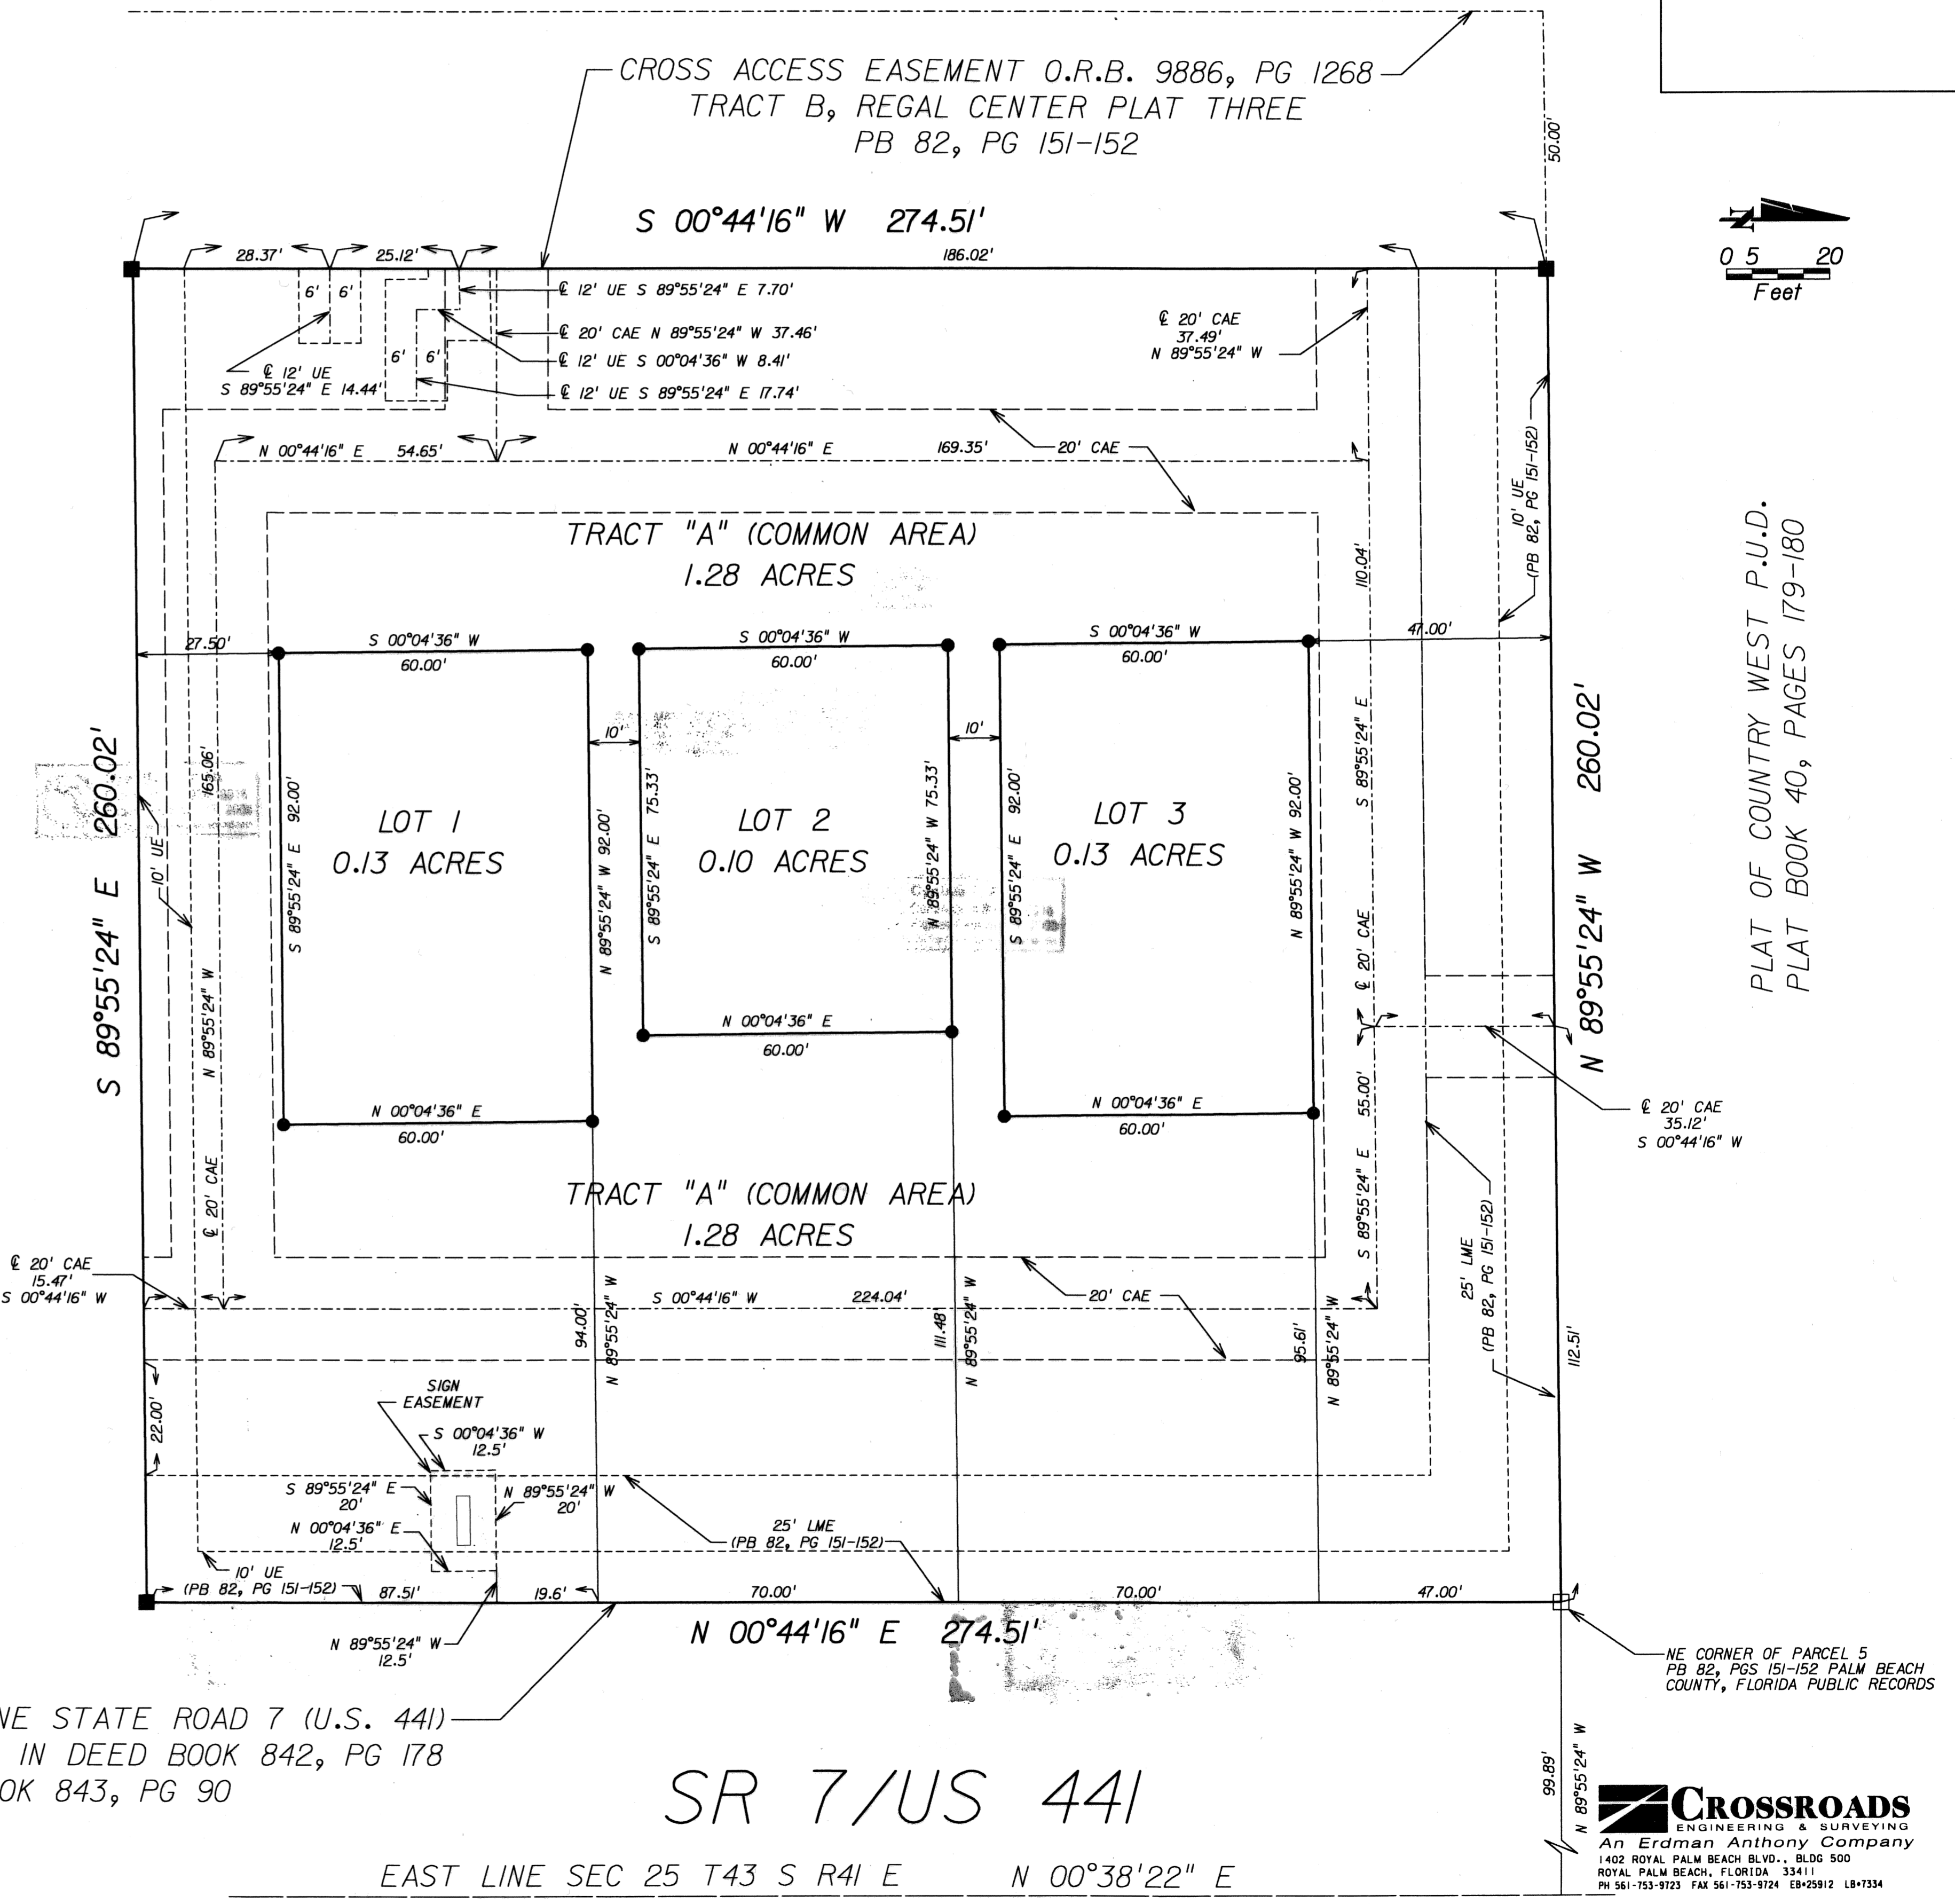 CROSS ACCESS EASEMENT O.R.B. 9886, PG 1268
TRACT B, REGAL CENTER PLAT THREE
PB 82, PG 151-152
50.00'
S 00°44'16" W 274.51'
28.37'
25.12'
186.02'
N
0 5 20
Feet
6' 6'
6' 6'
℄ 12' UE S 89°55'24" E 7.70'
℄ 20' CAE N 89°55'24" W 37.46'
℄ 12' UE S 00°04'36" W 8.41'
℄ 12' UE S 89°55'24" E 17.74'
℄ 12' UE
S 89°55'24" E 14.44'
℄ 20' CAE
37.49'
N 89°55'24" W
N 00°44'16" E 54.65'
N 00°44'16" E 169.35'
20' CAE
10' UE
(PB 82, PG 151-152)
TRACT "A" (COMMON AREA)
1.28 ACRES
110.04'
27.50'
S 00°04'36" W
60.00'
S 00°04'36" W
60.00'
S 00°04'36" W
60.00'
47.00'
PLAT OF COUNTRY WEST P.U.D.
PLAT BOOK 40, PAGES 179-180
S 89°55'24" E 260.02'
10' UE
165.06'
N 89°55'24" W
℄ 20' CAE
S 89°55'24" E 92.00'
LOT 1
0.13 ACRES
N 89°55'24" W 92.00'
10'
S 89°55'24" E 75.33'
LOT 2
0.10 ACRES
N 89°55'24" W 75.33'
10'
S 89°55'24" E 92.00'
LOT 3
0.13 ACRES
N 89°55'24" W 92.00'
S 89°55'24" E
℄ 20' CAE
N 89°55'24" W 260.02'
N 00°04'36" E
60.00'
N 00°04'36" E
60.00'
N 00°04'36" E
60.00'
S 89°55'24" E 55.00'
℄ 20' CAE
35.12'
S 00°44'16" W
TRACT "A" (COMMON AREA)
1.28 ACRES
25' LME
(PB 82, PG 151-152)
℄ 20' CAE
15.47'
S 00°44'16" W
S 00°44'16" W 224.04'
20' CAE
94.00'
N 89°55'24" W
111.48'
N 89°55'24" W
95.61'
N 89°55'24" W
112.51'
22.00'
SIGN
EASEMENT
S 00°04'36" W
12.5'
S 89°55'24" E
20'
N 89°55'24" W
20'
N 00°04'36" E
12.5'
25' LME
(PB 82, PG 151-152)
10' UE
(PB 82, PG 151-152)
87.51'
19.6'
70.00'
70.00'
47.00'
N 00°44'16" E 274.51'
N 89°55'24" W
12.5'
NE CORNER OF PARCEL 5
PB 82, PGS 151-152 PALM BEACH
COUNTY, FLORIDA PUBLIC RECORDS
NE STATE ROAD 7 (U.S. 441)
IN DEED BOOK 842, PG 178
OOK 843, PG 90
SR 7/US 441
99.89'
N 89°55'24" W
EAST LINE SEC 25 T43 S R41 E N 00°38'22" E
CROSSROADS
ENGINEERING & SURVEYING
An Erdman Anthony Company
1402 ROYAL PALM BEACH BLVD., BLDG 500
ROYAL PALM BEACH, FLORIDA 33411
PH 561-753-9723 FAX 561-753-9724 EB#25912 LB#7334